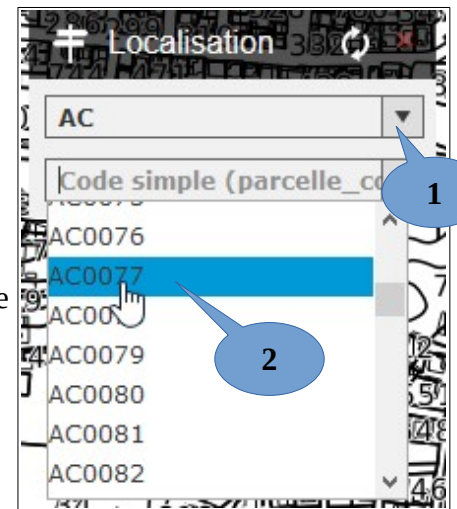 Localisation
AC
Code simple (parcelle_co
1
AC0076
AC0077
AC0079
2
AC0080
AC0081
AC0082